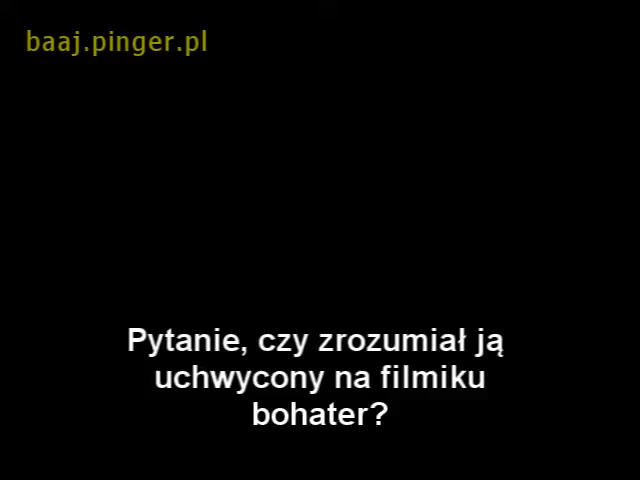 baaj.pinger.pl
Pytanie, czy zrozumiał ją
uchwycony na filmiku
bohater?